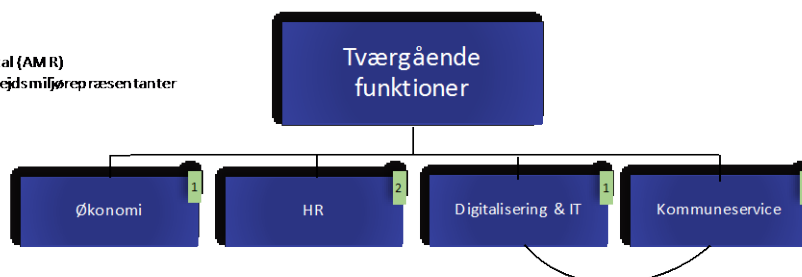 al (AMR)
ejdsmiljørepræsentanter
Tværgående
funktioner
1
Økonomi
2
HR
1
Digitalisering & IT
Kommuneservice